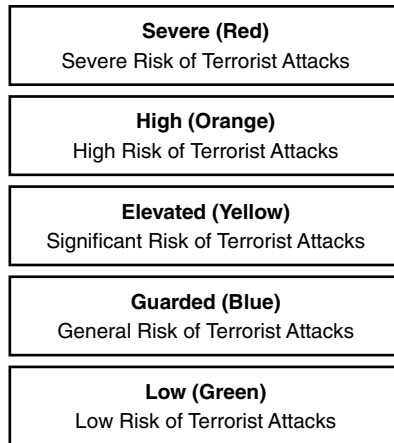 Severe (Red)
Severe Risk of Terrorist Attacks
High (Orange)
High Risk of Terrorist Attacks
Elevated (Yellow)
Significant Risk of Terrorist Attacks
Guarded (Blue)
General Risk of Terrorist Attacks
Low (Green)
Low Risk of Terrorist Attacks